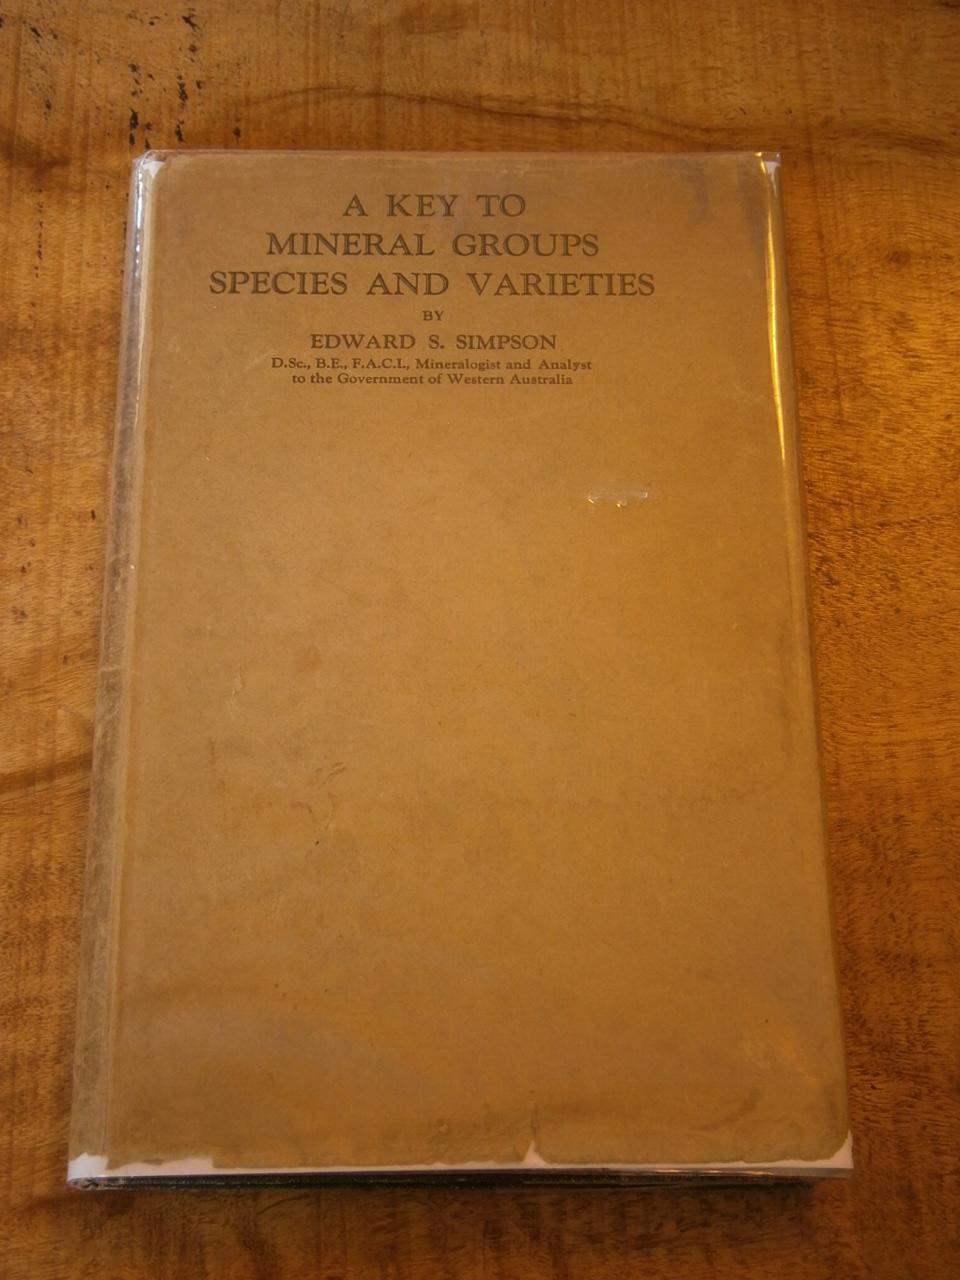 A KEY TO
MINERAL GROUPS
SPECIES AND VARIETIES
BY
EDWARD S. SIMPSON
D.Sc., B.E., F.A.C.I., Mineralogist and Analyst
to the Government of Western Australia